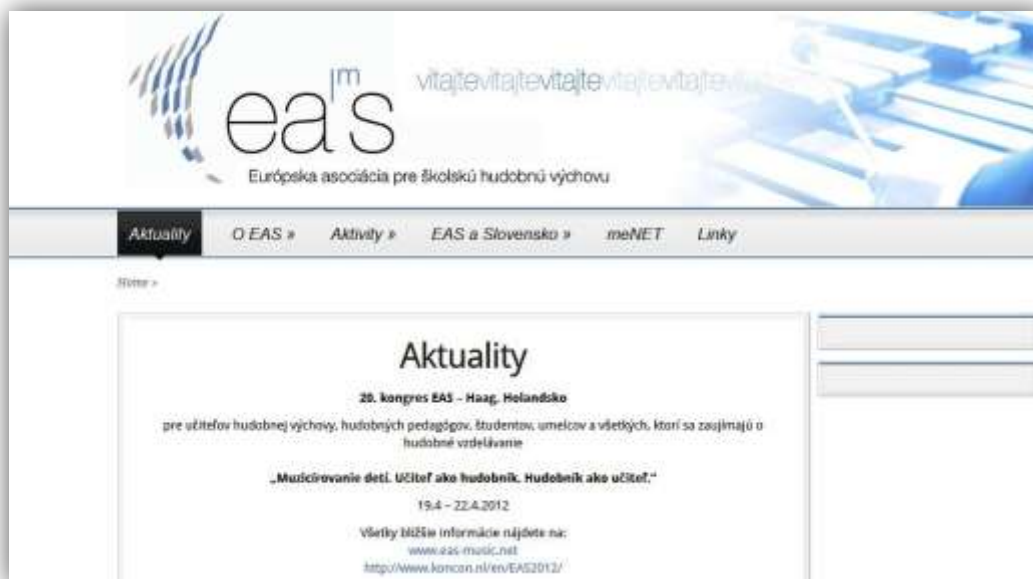 eas
m
vitajtevitajtevitajtevitajtevitajte
Európska asociácia pre školskú hudobnú výchovu
Aktuality O EAS » Aktivity » EAS a Slovensko » meNET Linky
Home »
Aktuality
20. kongres EAS – Haag, Holandsko
pre učiteľov hudobnej výchovy, hudobných pedagógov, študentov, umelcov a všetkých, ktorí sa zaujímajú o
hudobné vzdelávanie
„Muzicírovanie detí. Učiteľ ako hudobník. Hudobník ako učiteľ.“
19.4 – 22.4.2012
Všetky bližšie informácie nájdete na:
www.eas-music.net
http://www.koncon.nl/en/EAS2012/